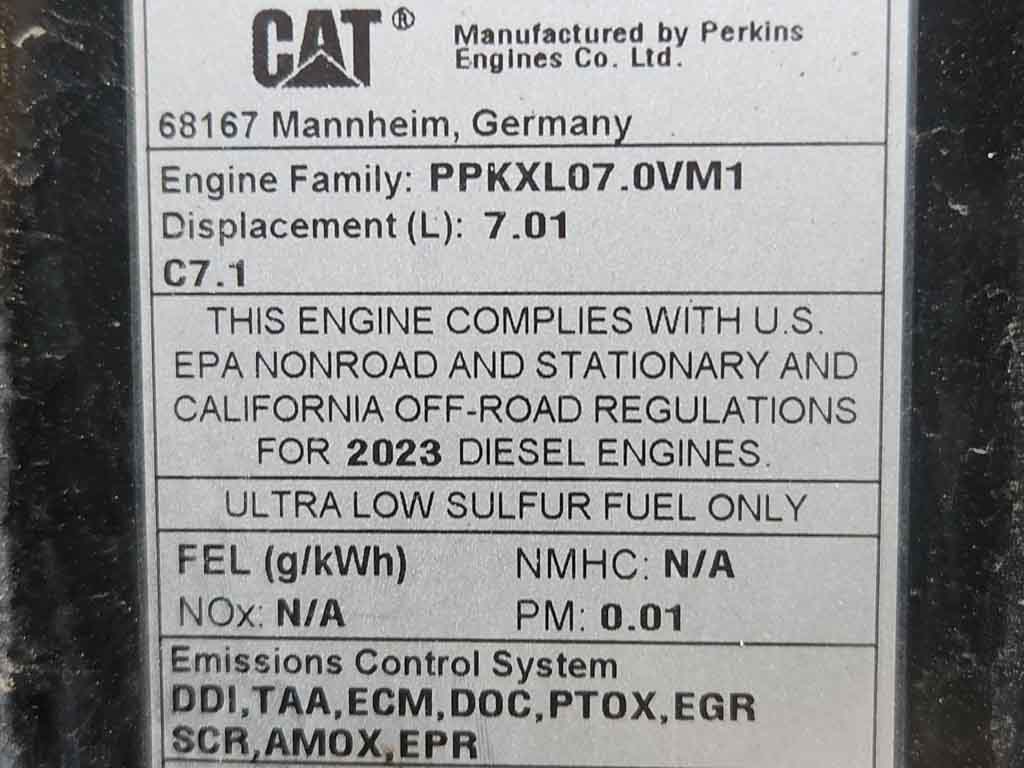 CAT®
Manufactured by Perkins
Engines Co. Ltd.
68167 Mannheim, Germany
Engine Family: PPKXL07.0VM1
Displacement (L): 7.01
C7.1
THIS ENGINE COMPLIES WITH U.S.
EPA NONROAD AND STATIONARY AND
CALIFORNIA OFF-ROAD REGULATIONS
FOR 2023 DIESEL ENGINES.
ULTRA LOW SULFUR FUEL ONLY
FEL (g/kWh) NMHC: N/A
NOx: N/A PM: 0.01
Emissions Control System
DDI,TAA,ECM,DOC,PTOX,EGR
SCR,AMOX,EPR